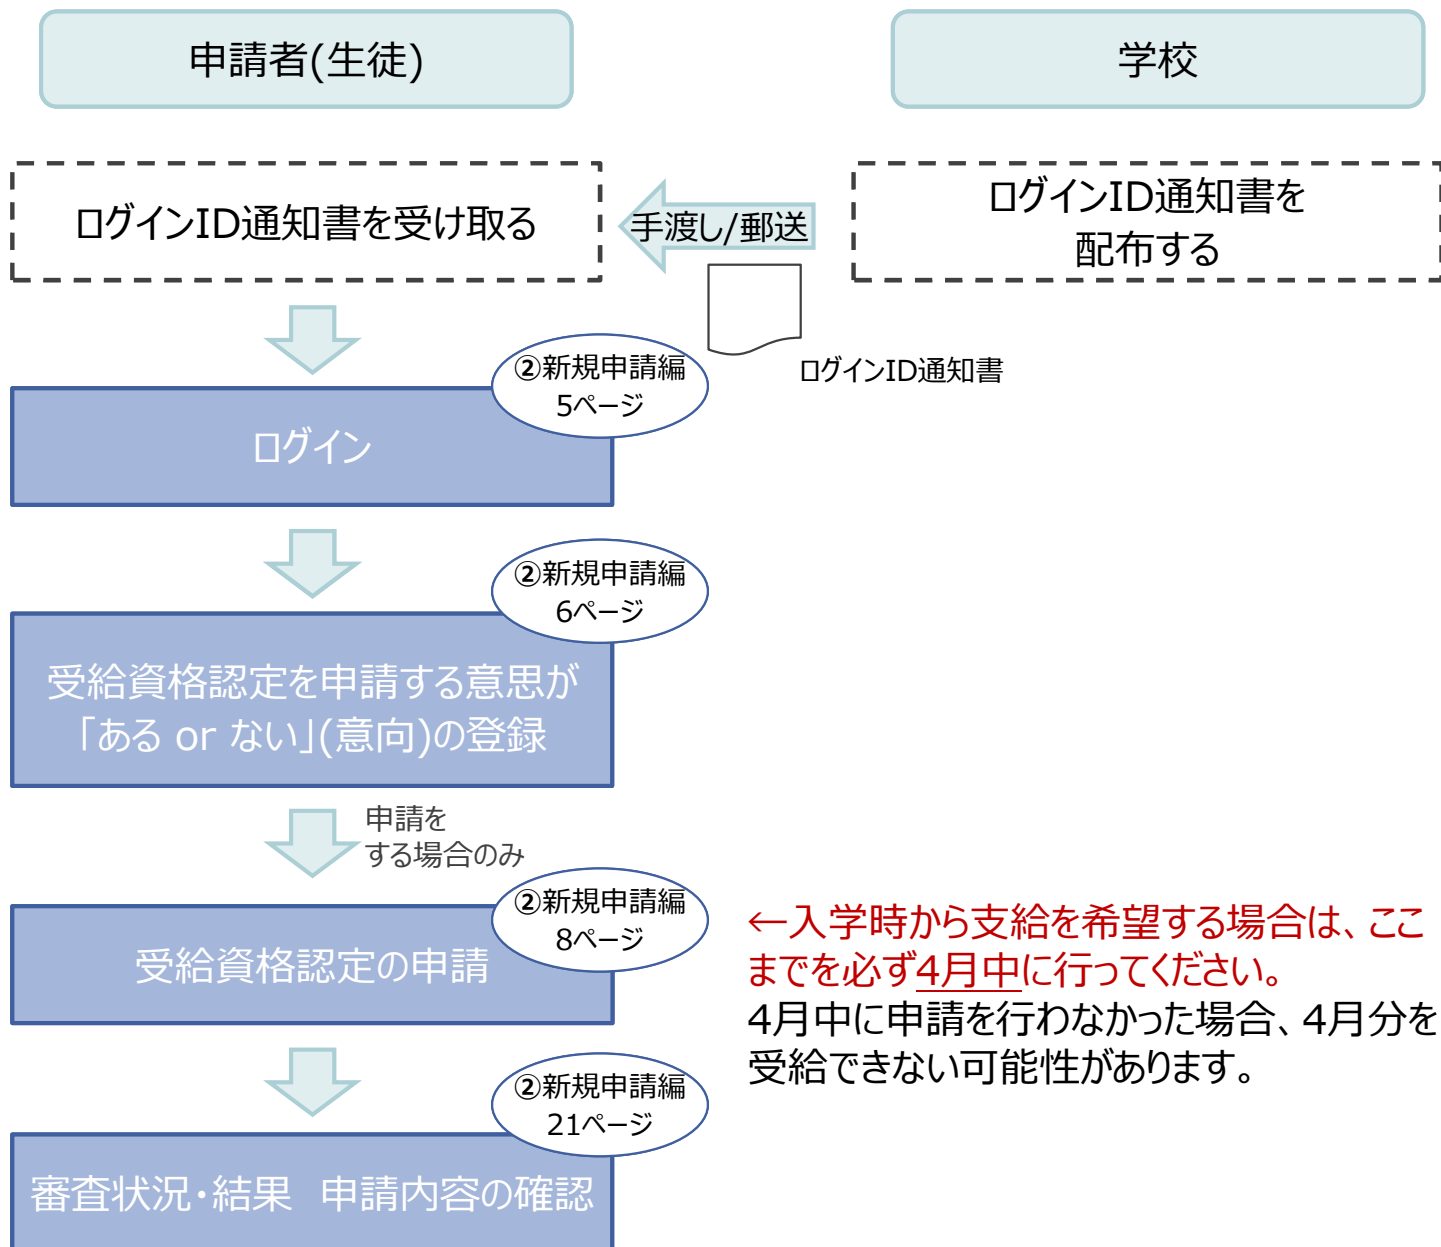 申請者(生徒)
学校
ログインID通知書を受け取る
手渡し/郵送
ログインID通知書を
配布する
ログインID通知書
②新規申請編
5ページ
ログイン
②新規申請編
6ページ
受給資格認定を申請する意思が
「ある or ない」(意向)の登録
申請を
する場合のみ
②新規申請編
8ページ
受給資格認定の申請
←入学時から支給を希望する場合は、ここ
までを必ず4月中に行ってください。
4月中に申請を行わなかった場合、4月分を
受給できない可能性があります。
②新規申請編
21ページ
審査状況・結果　申請内容の確認